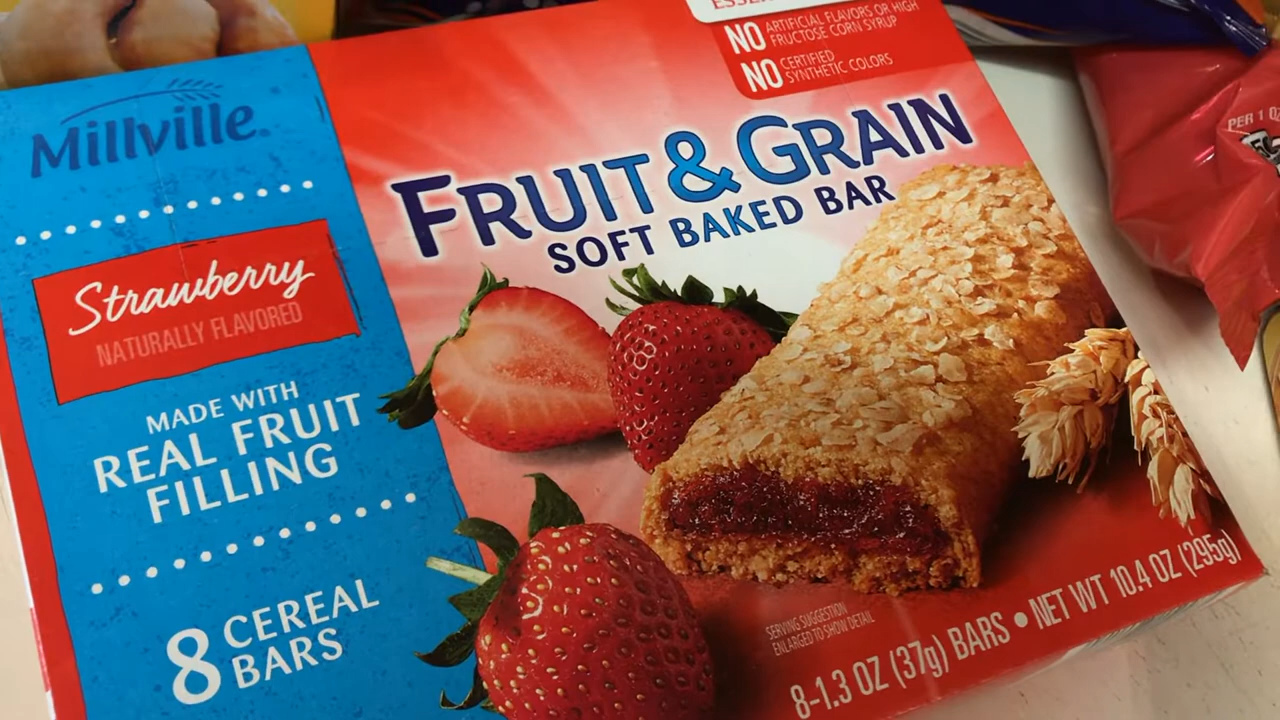 Millville®
Strawberry
NATURALLY FLAVORED
MADE WITH
REAL FRUIT
FILLING
8 CEREAL
BARS
NO ARTIFICIAL FLAVORS OR HIGH
FRUCTOSE CORN SYRUP
NO CERTIFIED
SYNTHETIC COLORS
FRUIT & GRAIN
SOFT BAKED BAR
SERVING SUGGESTION
ENLARGED TO SHOW DETAIL
8-1.3 OZ (37g) BARS • NET WT 10.4 OZ (295g)
PER 1 OZ